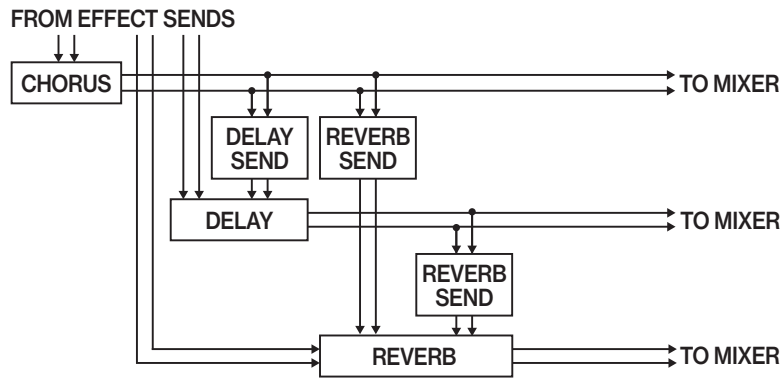 FROM EFFECT SENDS
CHORUS
TO MIXER
DELAY
SEND
REVERB
SEND
DELAY
TO MIXER
REVERB
SEND
REVERB
TO MIXER